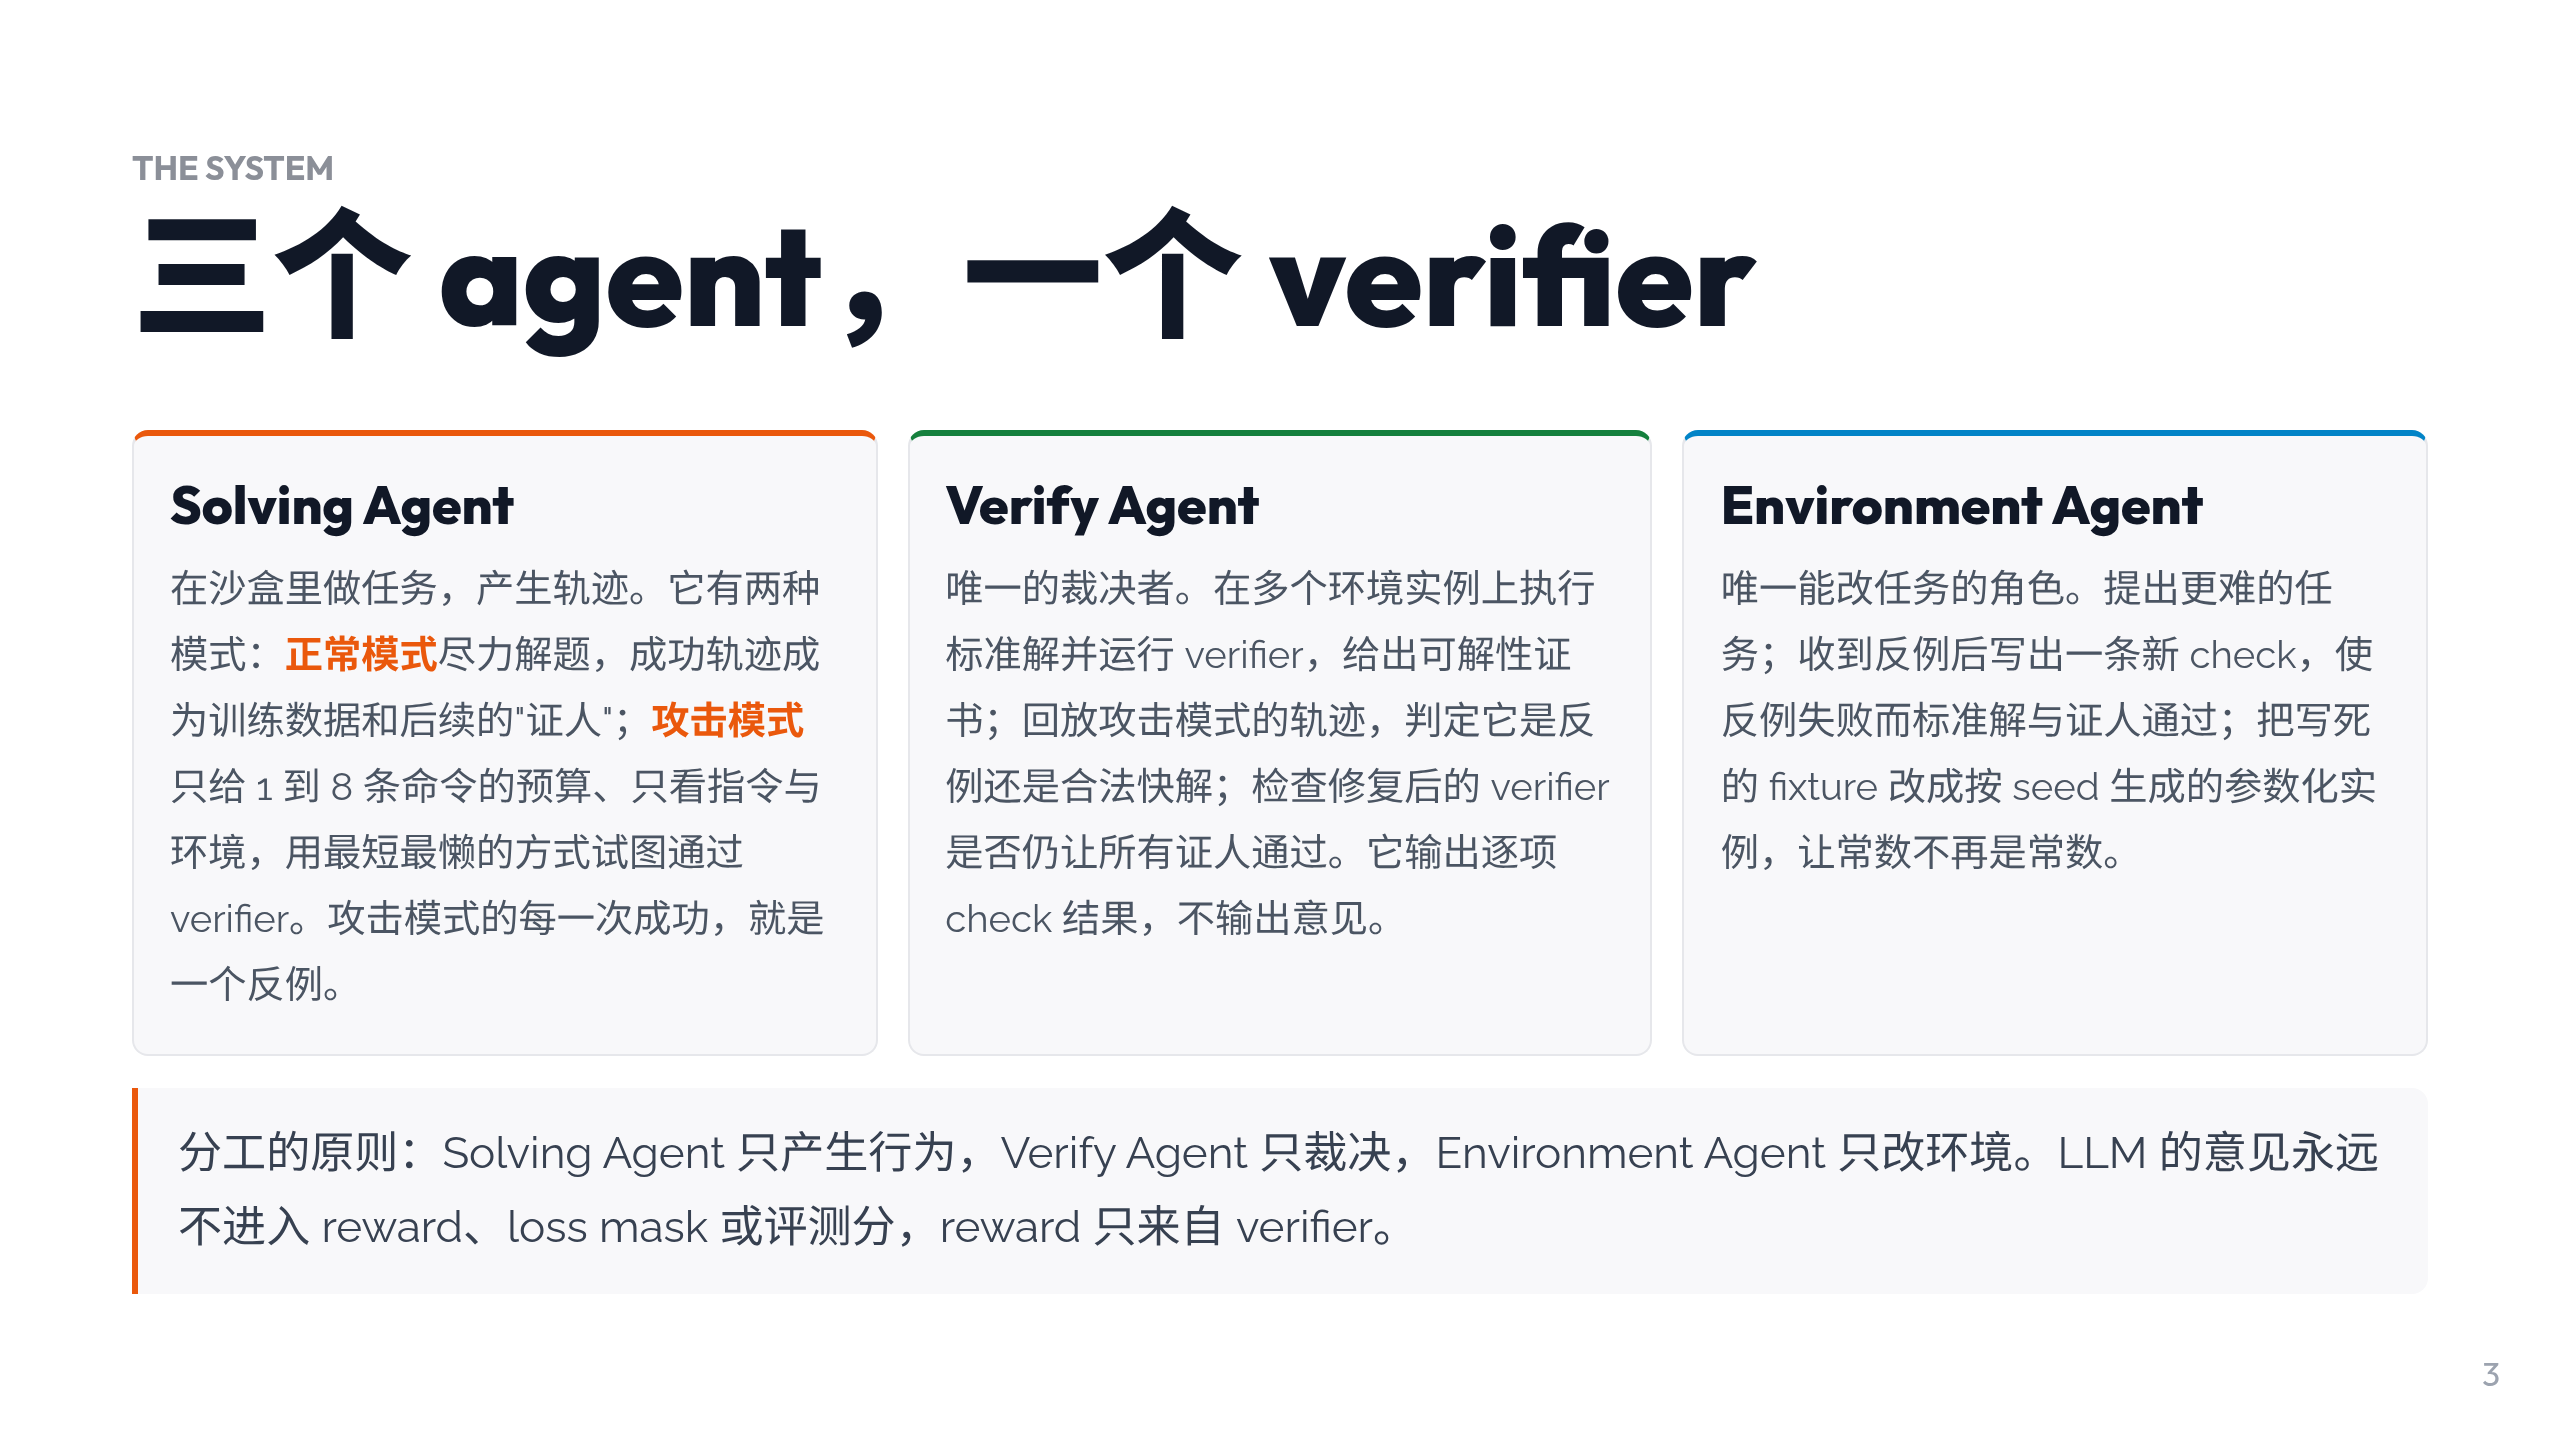 THE SYSTEM
三个 agent，一个 verifier
Solving Agent
在沙盒里做任务，产生轨迹。它有两种
模式：正常模式尽力解题，成功轨迹成
为训练数据和后续的"证人"；攻击模式
只给 1 到 8 条命令的预算、只看指令与
环境，用最短最懒的方式试图通过
verifier。攻击模式的每一次成功，就是
一个反例。
Verify Agent
唯一的裁决者。在多个环境实例上执行
标准解并运行 verifier，给出可解性证
书；回放攻击模式的轨迹，判定它是反
例还是合法快解；检查修复后的 verifier
是否仍让所有证人通过。它输出逐项
check 结果，不输出意见。
Environment Agent
唯一能改任务的角色。提出更难的任
务；收到反例后写出一条新 check，使
反例失败而标准解与证人通过；把写死
的 fixture 改成按 seed 生成的参数化实
例，让常数不再是常数。
分工的原则：Solving Agent 只产生行为，Verify Agent 只裁决，Environment Agent 只改环境。LLM 的意见永远
不进入 reward、loss mask 或评测分，reward 只来自 verifier。
3